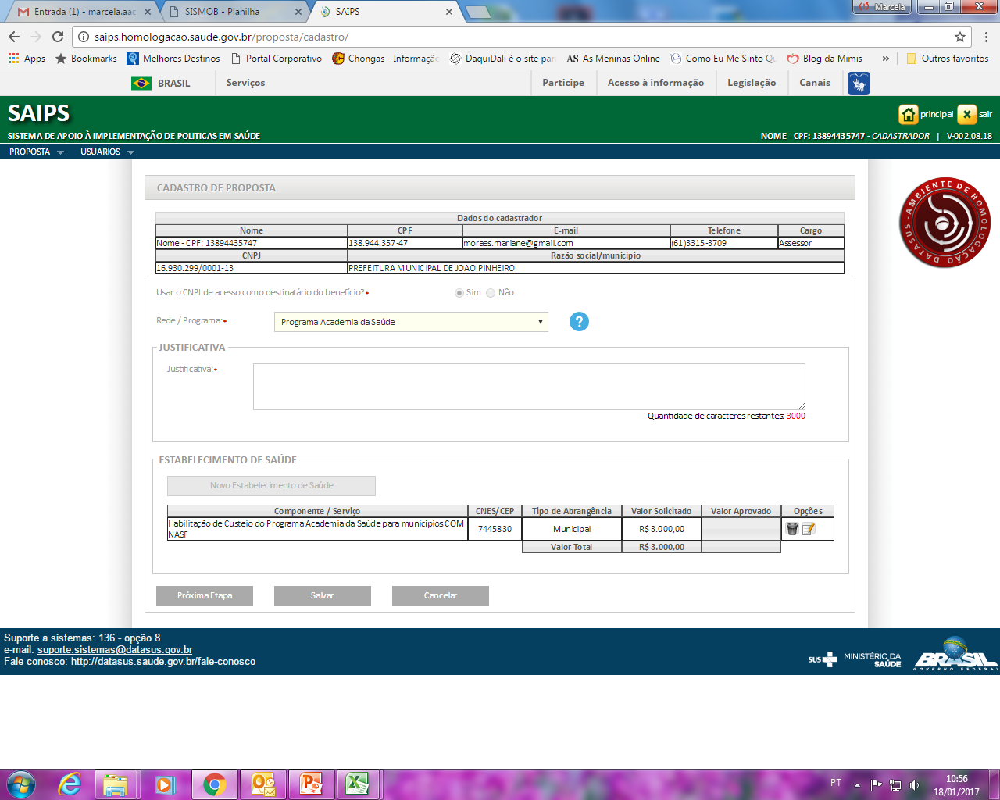 Entrada (1) - marcela.aac
SISMOB - Planilha
SAIPS
Marcela
saips.homologacao.saude.gov.br/proposta/cadastro/
Apps
Bookmarks
Melhores Destinos
Portal Corporativo
Chongas - Informaçã
DaquiDali é o site par
AS As Meninas Online
Como Eu Me Sinto Qu
Blog da Mimis
»
Outros favoritos
BRASIL
Serviços
Participe
Acesso à informação
Legislação
Canais
SAIPS
principal
sair
SISTEMA DE APOIO À IMPLEMENTAÇÃO DE POLITICAS EM SAÚDE
NOME - CPF: 13894435747 - CADASTRADOR | V-002.08.18
PROPOSTA
USUARIOS
CADASTRO DE PROPOSTA
AMBIENTE DE HOMOLOGAÇÃO DATASUS
Dados do cadastrador
Nome CPF E-mail Telefone Cargo
Nome - CPF: 13894435747 138.944.357-47 moraes.mariane@gmail.com (61)3315-3709 Assessor
CNPJ Razão social/município
16.930.299/0001-13 PREFEITURA MUNICIPAL DE JOAO PINHEIRO
Usar o CNPJ de acesso como destinatário do benefício?* Sim Não
Rede / Programa:* Programa Academia da Saúde ?
JUSTIFICATIVA
Justificativa:*
Quantidade de caracteres restantes: 3000
ESTABELECIMENTO DE SAÚDE
Novo Estabelecimento de Saúde
Componente / Serviço CNES/CEP Tipo de Abrangência Valor Solicitado Valor Aprovado Opções
Habilitação de Custeio do Programa Academia da Saúde para municípios COM NASF 7445830 Municipal R$ 3.000,00
Valor Total R$ 3.000,00
Próxima Etapa
Salvar
Cancelar
Suporte a sistemas: 136 - opção 8
e-mail: suporte.sistemas@datasus.gov.br
Fale conosco: http://datasus.saude.gov.br/fale-conosco
SUS
MINISTÉRIO DA
SAÚDE
BRASIL
GOVERNO FEDERAL
PT
10:56
18/01/2017